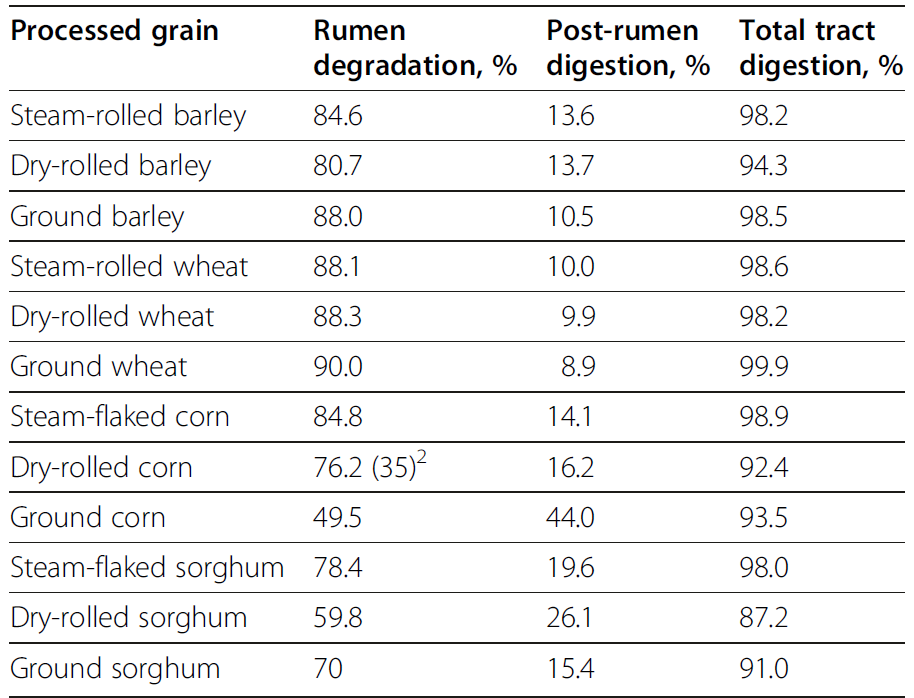 Processed grain Rumen degradation, % Post-rumen digestion, % Total tract digestion, %
Steam-rolled barley 84.6 13.6 98.2
Dry-rolled barley 80.7 13.7 94.3
Ground barley 88.0 10.5 98.5
Steam-rolled wheat 88.1 10.0 98.6
Dry-rolled wheat 88.3 9.9 98.2
Ground wheat 90.0 8.9 99.9
Steam-flaked corn 84.8 14.1 98.9
Dry-rolled corn 76.2 (35)² 16.2 92.4
Ground corn 49.5 44.0 93.5
Steam-flaked sorghum 78.4 19.6 98.0
Dry-rolled sorghum 59.8 26.1 87.2
Ground sorghum 70 15.4 91.0